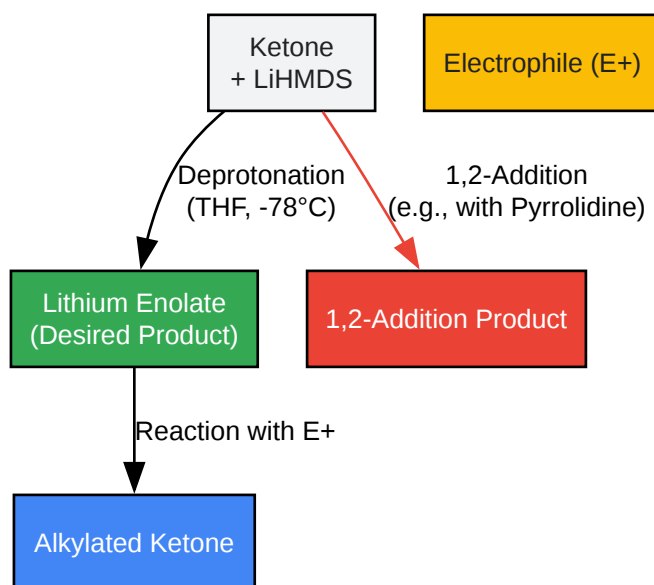 Ketone
+ LiHMDS
Electrophile (E+)
Deprotonation
(THF, -78°C)
1,2-Addition
(e.g., with Pyrrolidine)
Lithium Enolate
(Desired Product)
1,2-Addition Product
Reaction with E+
Alkylated Ketone